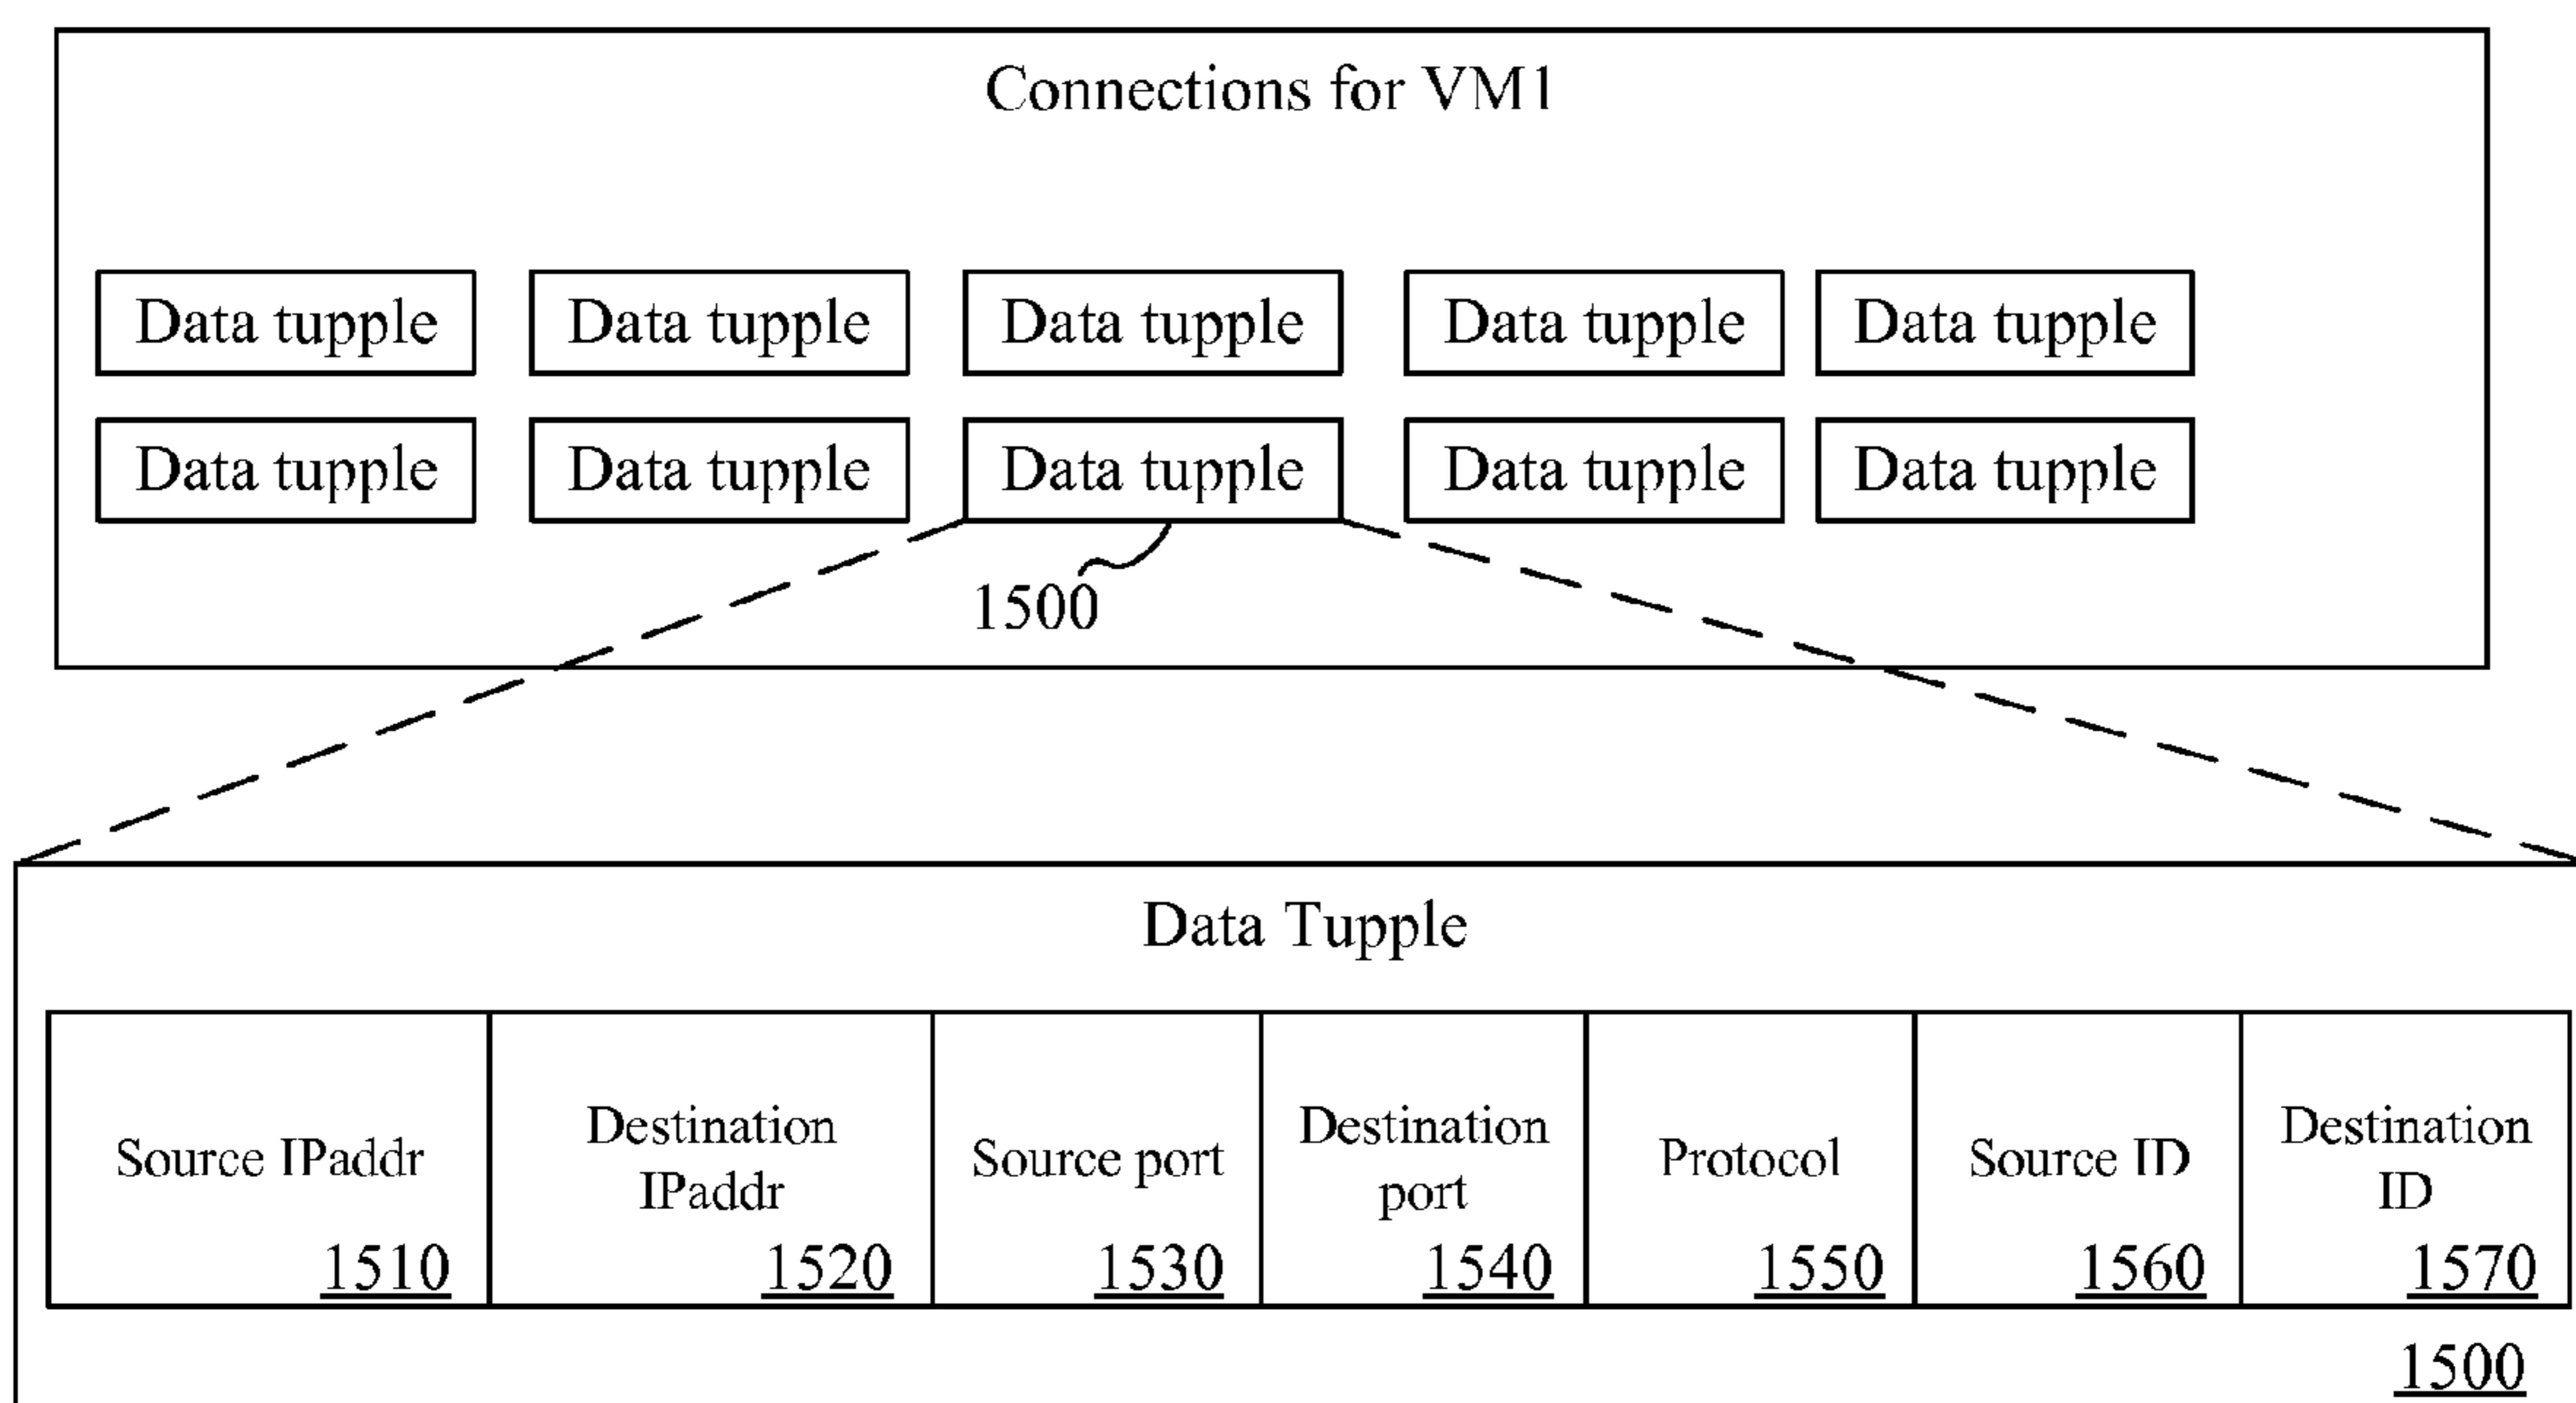 Connections for VM1
Data tupple Data tupple Data tupple Data tupple Data tupple
Data tupple Data tupple Data tupple Data tupple Data tupple
1500
Data Tupple
Source IPaddr
1510
Destination
IPaddr
1520
Source port
1530
Destination
port
1540
Protocol
1550
Source ID
1560
Destination
ID
1570
1500